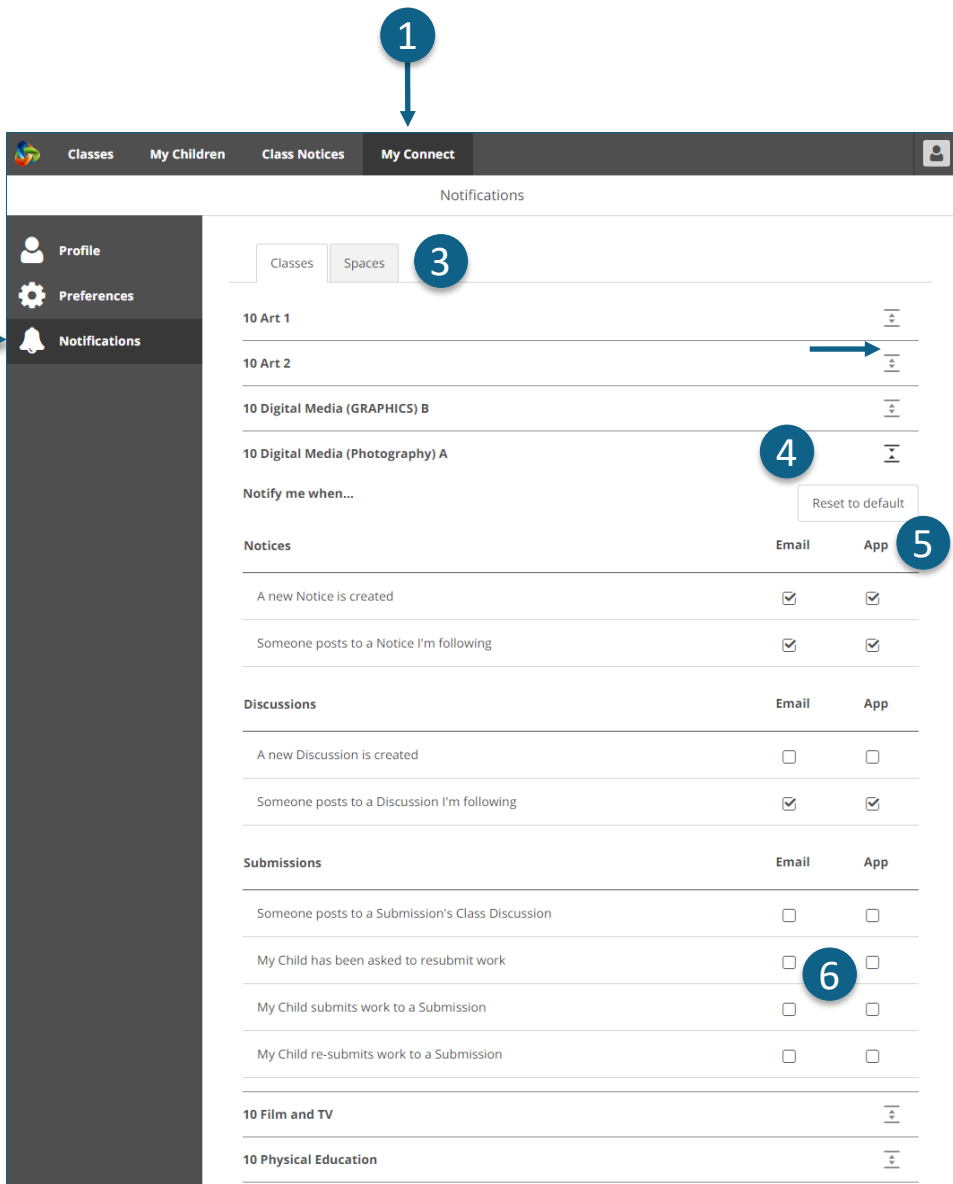 1
Classes My Children Class Notices My Connect
Notifications
Profile
Preferences
Notifications
Classes Spaces 3
10 Art 1
10 Art 2
10 Digital Media (GRAPHICS) B
10 Digital Media (Photography) A 4
Notify me when...
Reset to default
Notices Email App 5
A new Notice is created
Someone posts to a Notice I'm following
Discussions Email App
A new Discussion is created
Someone posts to a Discussion I'm following
Submissions Email App
Someone posts to a Submission's Class Discussion
My Child has been asked to resubmit work 6
My Child submits work to a Submission
My Child re-submits work to a Submission
10 Film and TV
10 Physical Education